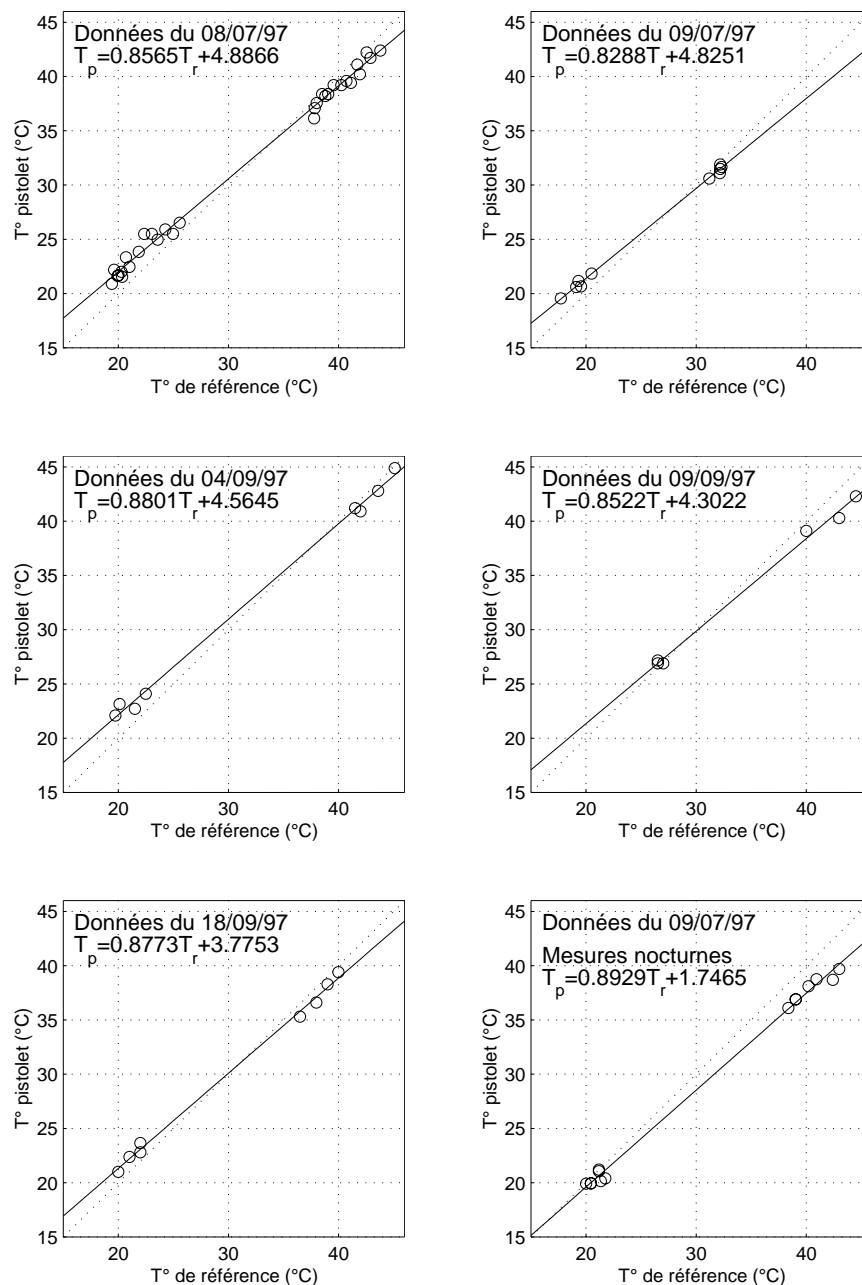 Données du 08/07/97
T_p=0.8565T_r+4.8866
45
40
35
30
25
20
15
20 30 40
T° pistolet (°C)
T° de référence (°C)
Données du 09/07/97
T_p=0.8288T_r+4.8251
45
40
35
30
25
20
15
20 30 40
T° pistolet (°C)
T° de référence (°C)
Données du 04/09/97
T_p=0.8801T_r+4.5645
45
40
35
30
25
20
15
20 30 40
T° pistolet (°C)
T° de référence (°C)
Données du 09/09/97
T_p=0.8522T_r+4.3022
45
40
35
30
25
20
15
20 30 40
T° pistolet (°C)
T° de référence (°C)
Données du 18/09/97
T_p=0.8773T_r+3.7753
45
40
35
30
25
20
15
20 30 40
T° pistolet (°C)
T° de référence (°C)
Données du 09/07/97
Mesures nocturnes
T_p=0.8929T_r+1.7465
45
40
35
30
25
20
15
20 30 40
T° pistolet (°C)
T° de référence (°C)